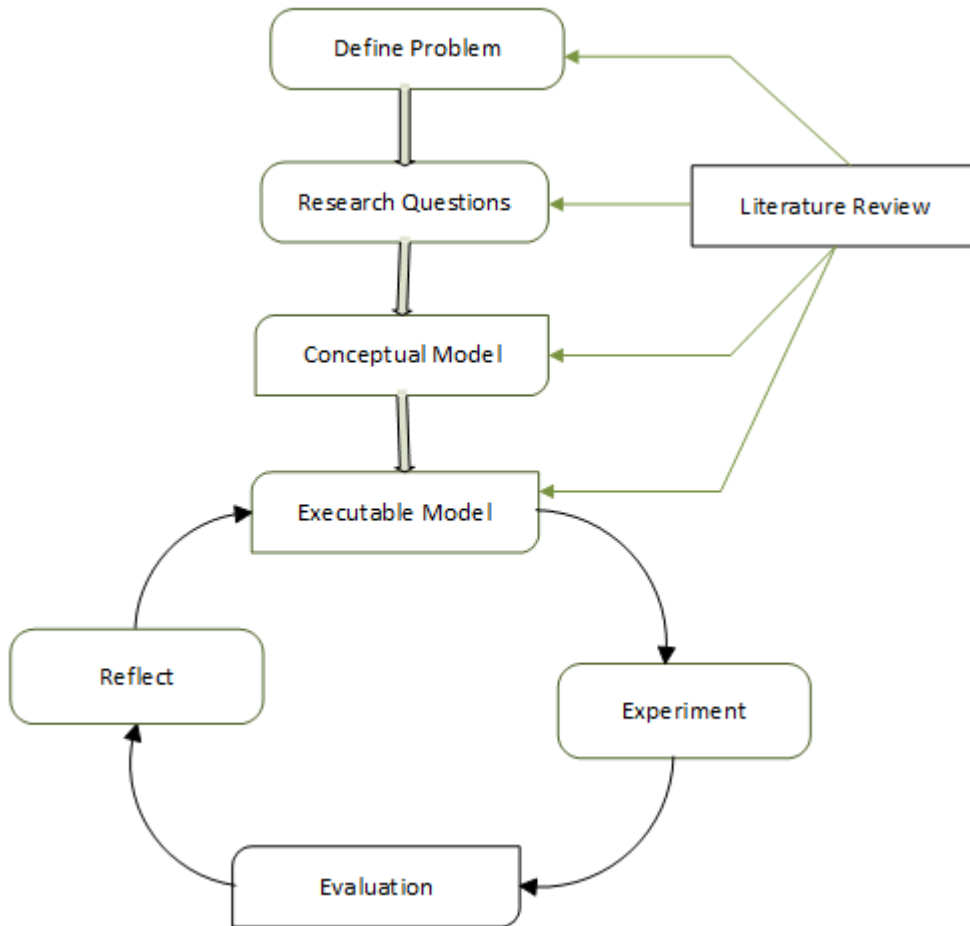 Define Problem
Research Questions
Literature Review
Conceptual Model
Executable Model
Reflect
Experiment
Evaluation